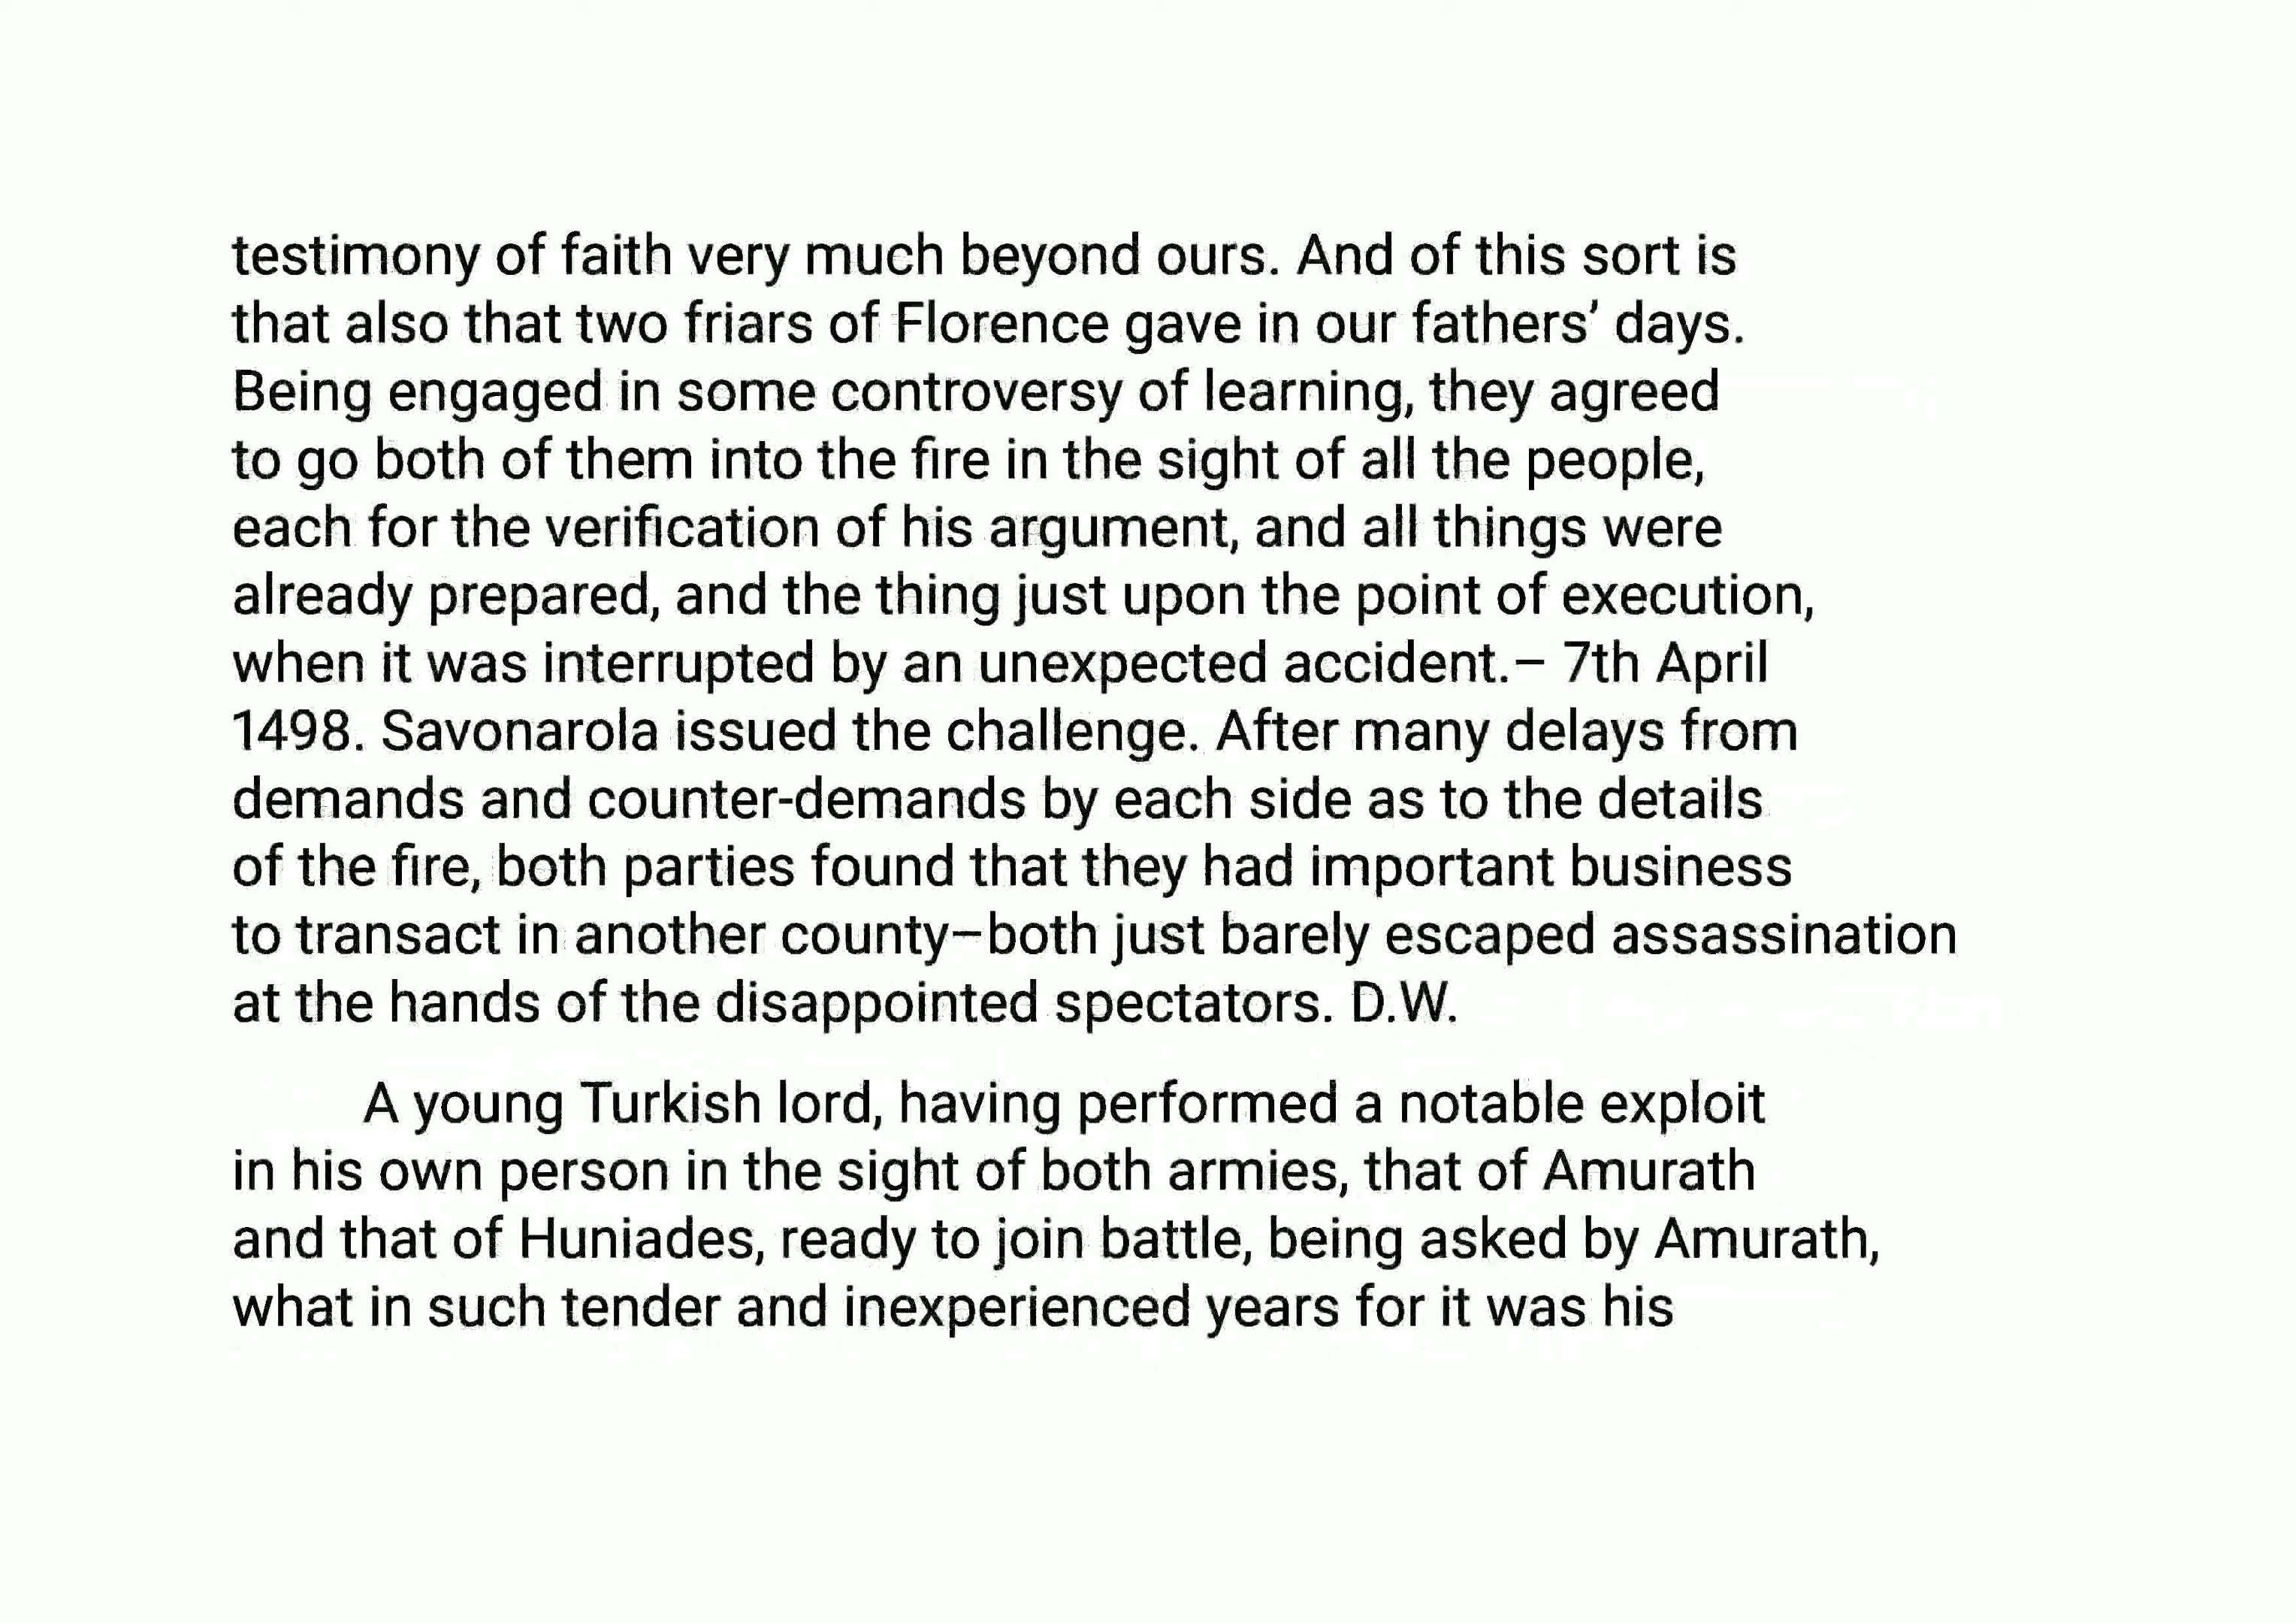 testimony of faith very much beyond ours. And of this sort is
that also that two friars of Florence gave in our fathers’ days.
Being engaged in some controversy of learning, they agreed
to go both of them into the fire in the sight of all the people,
each for the verification of his argument, and all things were
already prepared, and the thing just upon the point of execution,
when it was interrupted by an unexpected accident.– 7th April
1498. Savonarola issued the challenge. After many delays from
demands and counter-demands by each side as to the details
of the fire, both parties found that they had important business
to transact in another county–both just barely escaped assassination
at the hands of the disappointed spectators. D.W.
A young Turkish lord, having performed a notable exploit
in his own person in the sight of both armies, that of Amurath
and that of Huniades, ready to join battle, being asked by Amurath,
what in such tender and inexperienced years for it was his